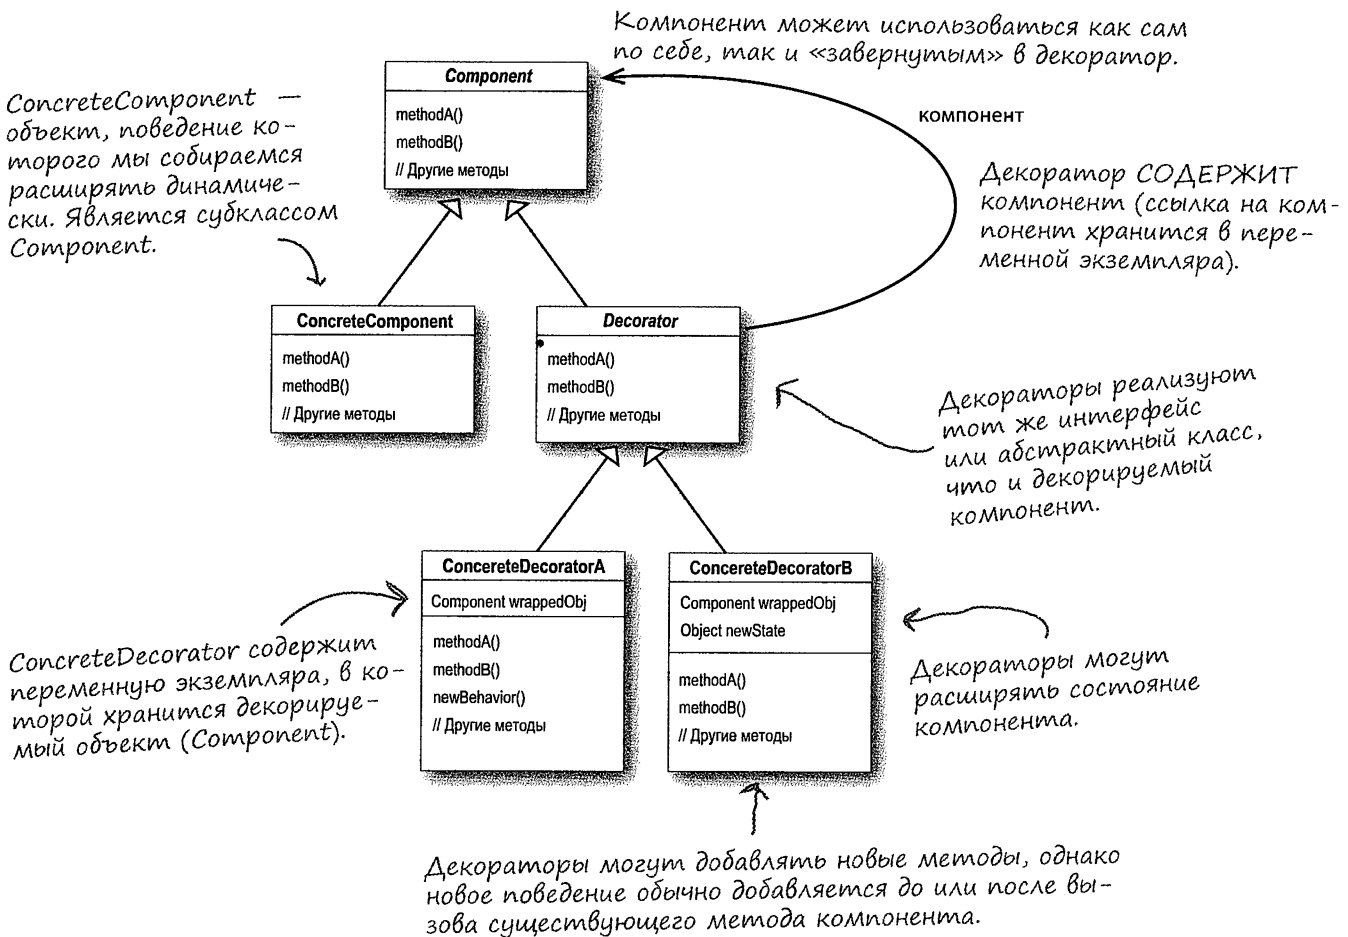 Компонент может использоваться как сам
по себе, так и «завернутым» в декоратор.
Component
methodA()
methodB()
// Другие методы
ConcreteComponent —
объект, поведение ко-
торого мы собираемся
расширять динамиче-
ски. Является субклассом
Component.
компонент
Декоратор СОДЕРЖИТ
компонент (ссылка на ком-
понент хранится в пере-
менной экземпляра).
ConcreteComponent
methodA()
methodB()
// Другие методы
Decorator
methodA()
methodB()
// Другие методы
Декораторы реализуют
тот же интерфейс
или абстрактный класс,
что и декорируемый
компонент.
ConcereteDecoratorA
Component wrappedObj
methodA()
methodB()
newBehavior()
// Другие методы
ConcereteDecoratorB
Component wrappedObj
Object newState
methodA()
methodB()
// Другие методы
ConcreteDecorator содержит
переменную экземпляра, в ко-
торой хранится декорируе-
мый объект (Component).
Декораторы могут
расширять состояние
компонента.
Декораторы могут добавлять новые методы, однако
новое поведение обычно добавляется до или после вы-
зова существующего метода компонента.